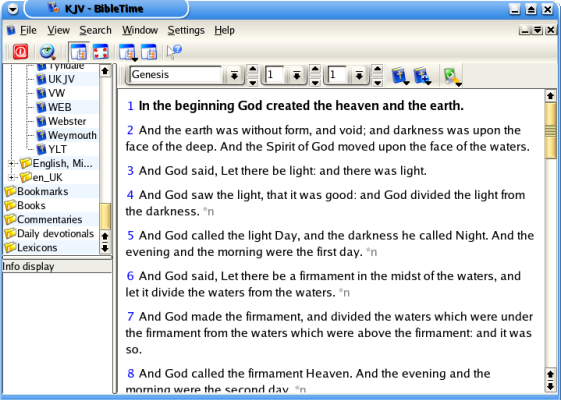 KJV - BibleTime
File View Search Window Settings Help
Tyndale
UKJV
VW
WEB
Webster
Weymouth
YLT
English, Mi...
en_UK
Bookmarks
Books
Commentaries
Daily devotionals
Lexicons
Info display
Genesis 1 1
1 In the beginning God created the heaven and the earth.
2 And the earth was without form, and void; and darkness was upon the
face of the deep. And the Spirit of God moved upon the face of the waters.
3 And God said, Let there be light: and there was light.
4 And God saw the light, that it was good: and God divided the light from
the darkness. *n
5 And God called the light Day, and the darkness he called Night. And the
evening and the morning were the first day. *n
6 And God said, Let there be a firmament in the midst of the waters, and
let it divide the waters from the waters. *n
7 And God made the firmament, and divided the waters which were under
the firmament from the waters which were above the firmament: and it was
so.
8 And God called the firmament Heaven. And the evening and the
morning were the second day. *n